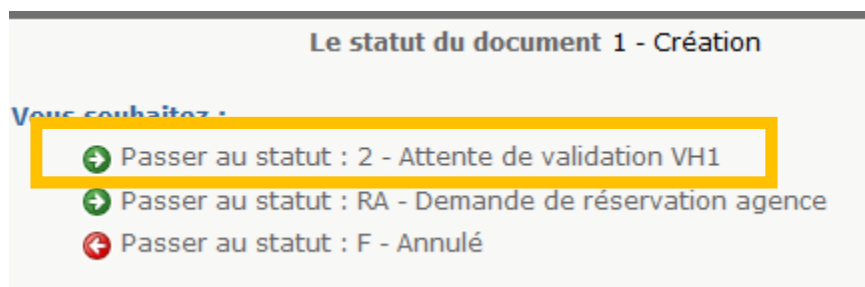 Le statut du document 1 - Création
Vous souhaitez :
Passer au statut : 2 - Attente de validation VH1
Passer au statut : RA - Demande de réservation agence
Passer au statut : F - Annulé